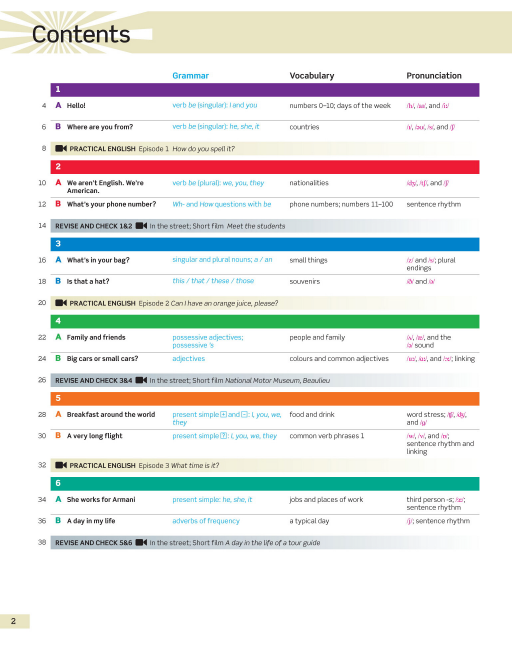 Contents
Grammar Vocabulary Pronunciation
1
4 A Hello! verb be (singular): I and you numbers 0–10; days of the week /h/, and /iː/
6 B Where are you from? verb be (singular): he, she, it countries /əʊ/, /s/, and /ʃ/
8 PRACTICAL ENGLISH Episode 1 How do you spell it?
2
10 A We aren't English. We're verb be (plural): we, you, they nationalities /dʒ/, /tʃ/, and /ʃ/
American.
12 B What's your phone number? Wh- and How questions with be phone numbers; numbers 11–100 sentence rhythm
14 REVISE AND CHECK 1&2 In the street; Short film Meet the students
3
16 A What's in your bag? singular and plural nouns; a / an small things /z/ and /s/; plural
endings
18 B Is that a hat? this / that / these / those souvenirs /ð/ and /ə/
20 PRACTICAL ENGLISH Episode 2 Can I have an orange juice, please?
4
22 A Family and friends possessive adjectives; people and family /ʌ/, /æ/, and the
possessive 's /ə/ sound
24 B Big cars or small cars? adjectives colours and common adjectives /ɑː/, and /ɔː/; linking
26 REVISE AND CHECK 3&4 In the street; Short film National Motor Museum, Beaulieu
5
28 A Breakfast around the world present simple + and −: I, you, we, food and drink word stress; /tʃ/, /dʒ/,
they and /g/
30 B A very long flight present simple ?: I, you, we, they common verb phrases 1 /w/, /v/, and /ɒ/;
sentence rhythm and
linking
32 PRACTICAL ENGLISH Episode 3 What time is it?
6
34 A She works for Armani present simple: he, she, it jobs and places of work third person -s; /ɜː/;
sentence rhythm
36 B A day in my life adverbs of frequency a typical day /j/; sentence rhythm
38 REVISE AND CHECK 5&6 In the street; Short film A day in the life of a tour guide
2